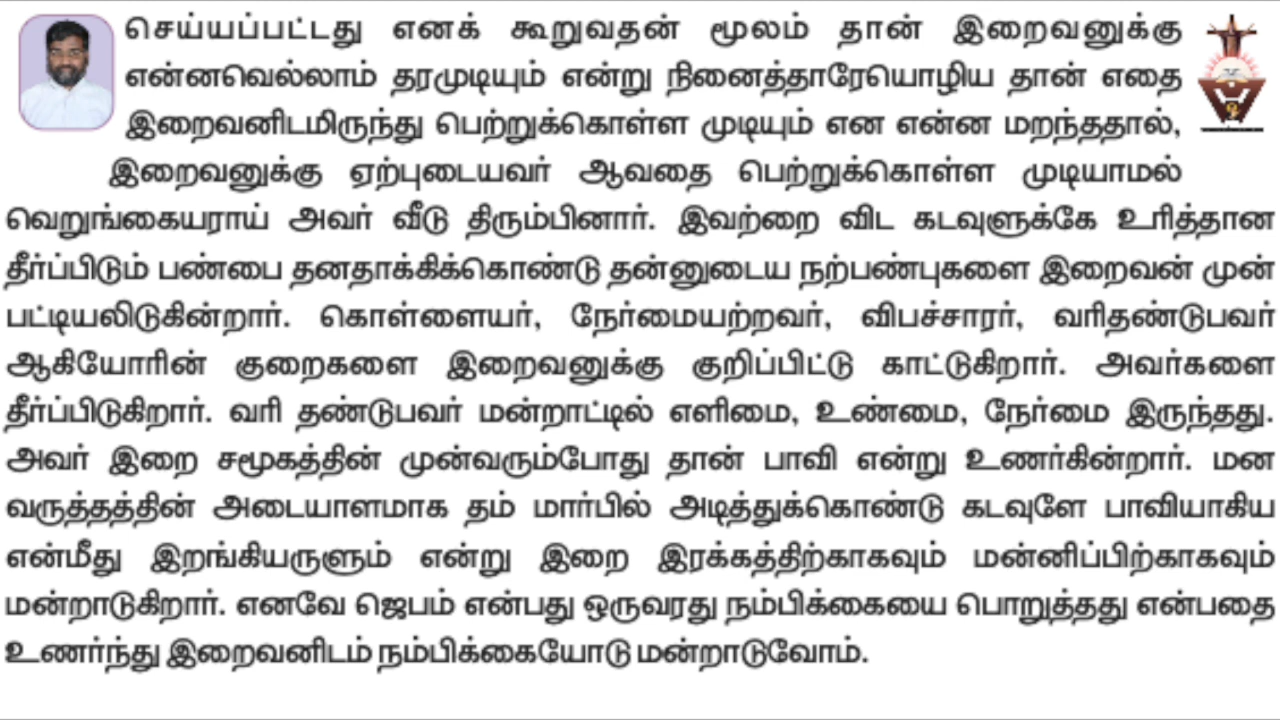 செய்யப்பட்டது எனக் கூறுவதன் மூலம் தான் இறைவனுக்கு
என்னவெல்லாம் தரமுடியும் என்று நினைத்தாரேயொழிய தான் எதை
இறைவனிடமிருந்து பெற்றுக்கொள்ள முடியும் என என்ன மறந்ததால்,
இறைவனுக்கு ஏற்புடையவர் ஆவதை பெற்றுக்கொள்ள முடியாமல்
வெறுங்கையராய் அவர் வீடு திரும்பினார். இவற்றை விட கடவுளுக்கே உரித்தான
தீர்ப்பிடும் பண்பை தனதாக்கிக்கொண்டு தன்னுடைய நற்பண்புகளை இறைவன் முன்
பட்டியலிடுகின்றார். கொள்ளையர், நேர்மையற்றவர், விபச்சாரர், வரிதண்டுபவர்
ஆகியோரின் குறைகளை இறைவனுக்கு குறிப்பிட்டு காட்டுகிறார். அவர்களை
தீர்ப்பிடுகிறார். வரி தண்டுபவர் மன்றாட்டில் எளிமை, உண்மை, நேர்மை இருந்தது.
அவர் இறை சமூகத்தின் முன்வரும்போது தான் பாவி என்று உணர்கின்றார். மன
வருத்தத்தின் அடையாளமாக தம் மார்பில் அடித்துக்கொண்டு கடவுளே பாவியாகிய
என்மீது இறங்கியருளும் என்று இறை இரக்கத்திற்காகவும் மன்னிப்பிற்காகவும்
மன்றாடுகிறார். எனவே ஜெபம் என்பது ஒருவரது நம்பிக்கையை பொறுத்தது என்பதை
உணர்ந்து இறைவனிடம் நம்பிக்கையோடு மன்றாடுவோம்.